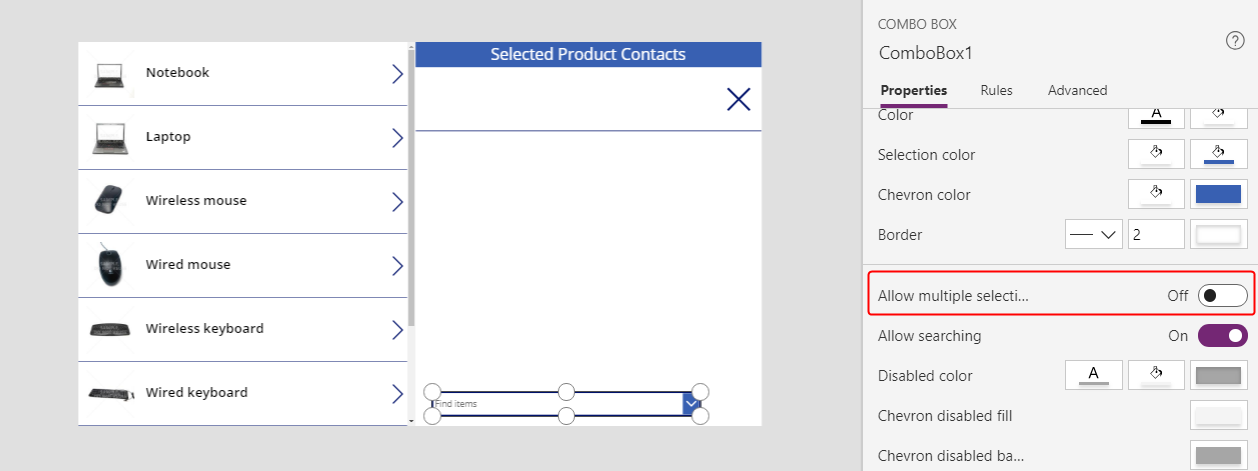 Notebook
Laptop
Wireless mouse
Wired mouse
Wireless keyboard
Wired keyboard
Selected Product Contacts
Find items
COMBO BOX
ComboBox1
?
Properties Rules Advanced
Color A
Selection color
Chevron color
Border 2
Allow multiple selecti... Off
Allow searching On
Disabled color A
Chevron disabled fill
Chevron disabled ba...